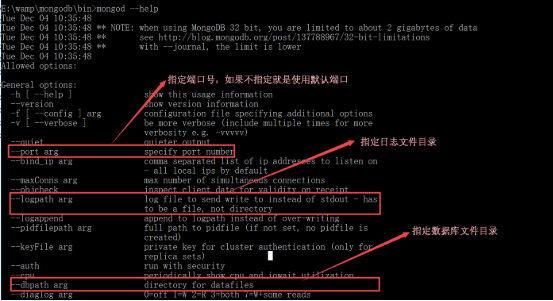 E:\wamp\mongodb\bin>mongod --help
Tue Dec 04 10:35:48
Tue Dec 04 10:35:48 ** NOTE: when using MongoDB 32 bit, you are limited to about 2 gigabytes of data
Tue Dec 04 10:35:48 **       see http://blog.mongodb.org/post/137788967/32-bit-limitations
Tue Dec 04 10:35:48 **       with --journal, the limit is lower
Tue Dec 04 10:35:48
Allowed options:
指定端口号，如果不指定就是使用默认端口
General options:
-h [ --help ] show this usage information
--version show version information
-f [ --config ] arg configuration file specifying additional options
-v [ --verbose ] be more verbose (include multiple times for more
verbosity e.g. -vvvvv)
--quiet quieter output
--port arg specify port number
指定日志文件目录
--bind_ip arg comma separated list of ip addresses to listen on
- all local ips by default
--maxConns arg max number of simultaneous connections
--objcheck inspect client data for validity on receipt
--logpath arg log file to send write to instead of stdout - has
to be a file, not directory
--logappend append to logpath instead of over-writing
--pidfilepath arg full path to pidfile (if not set, no pidfile is
created)
指定数据库文件目录
--keyFile arg private key for cluster authentication (only for
replica sets)
--auth run with security
--cpu periodically show cpu and iowait utilization
--dbpath arg directory for datafiles
--diaglog arg 0=off 1=W 2=R 3=both 7=W+some reads